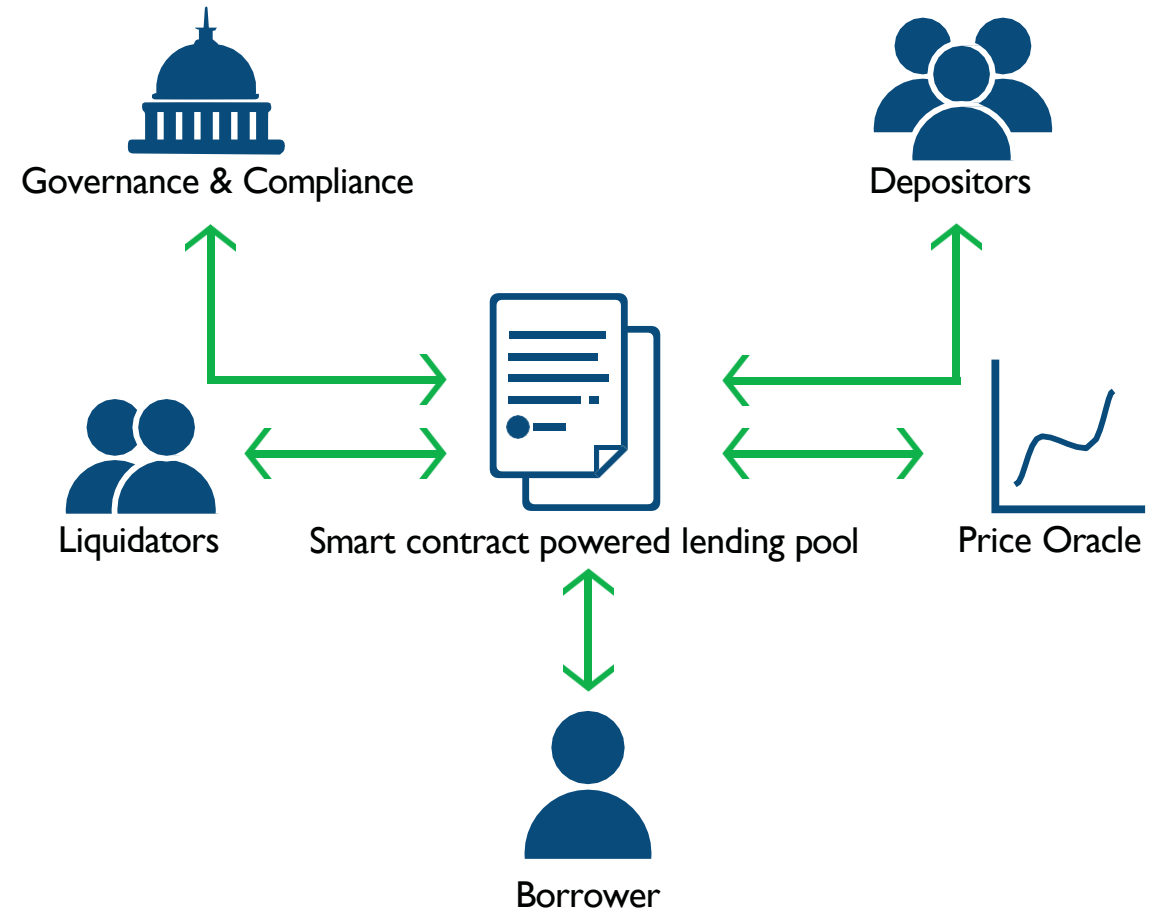 Governance & Compliance
Depositors
Liquidators
Smart contract powered lending pool
Price Oracle
Borrower